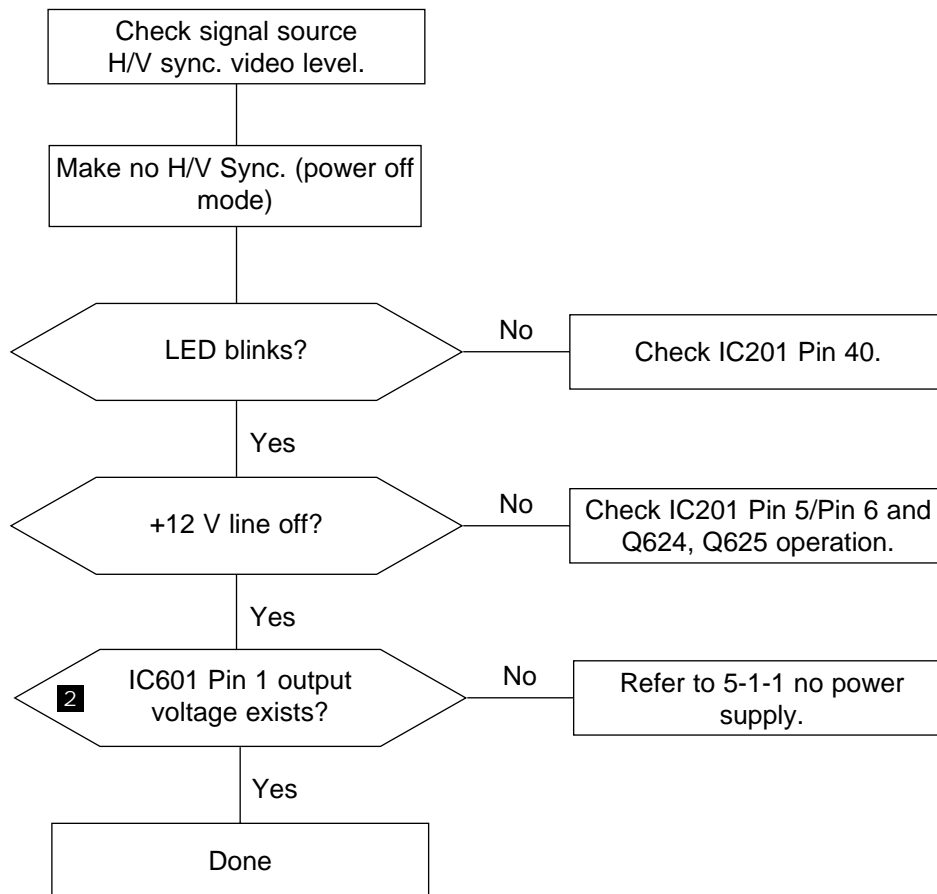 Check signal source
H/V sync. video level.
Make no H/V Sync. (power off
mode)
LED blinks?
No
Check IC201 Pin 40.
Yes
+12 V line off?
No
Check IC201 Pin 5/Pin 6 and
Q624, Q625 operation.
Yes
2
IC601 Pin 1 output
voltage exists?
No
Refer to 5-1-1 no power
supply.
Yes
Done